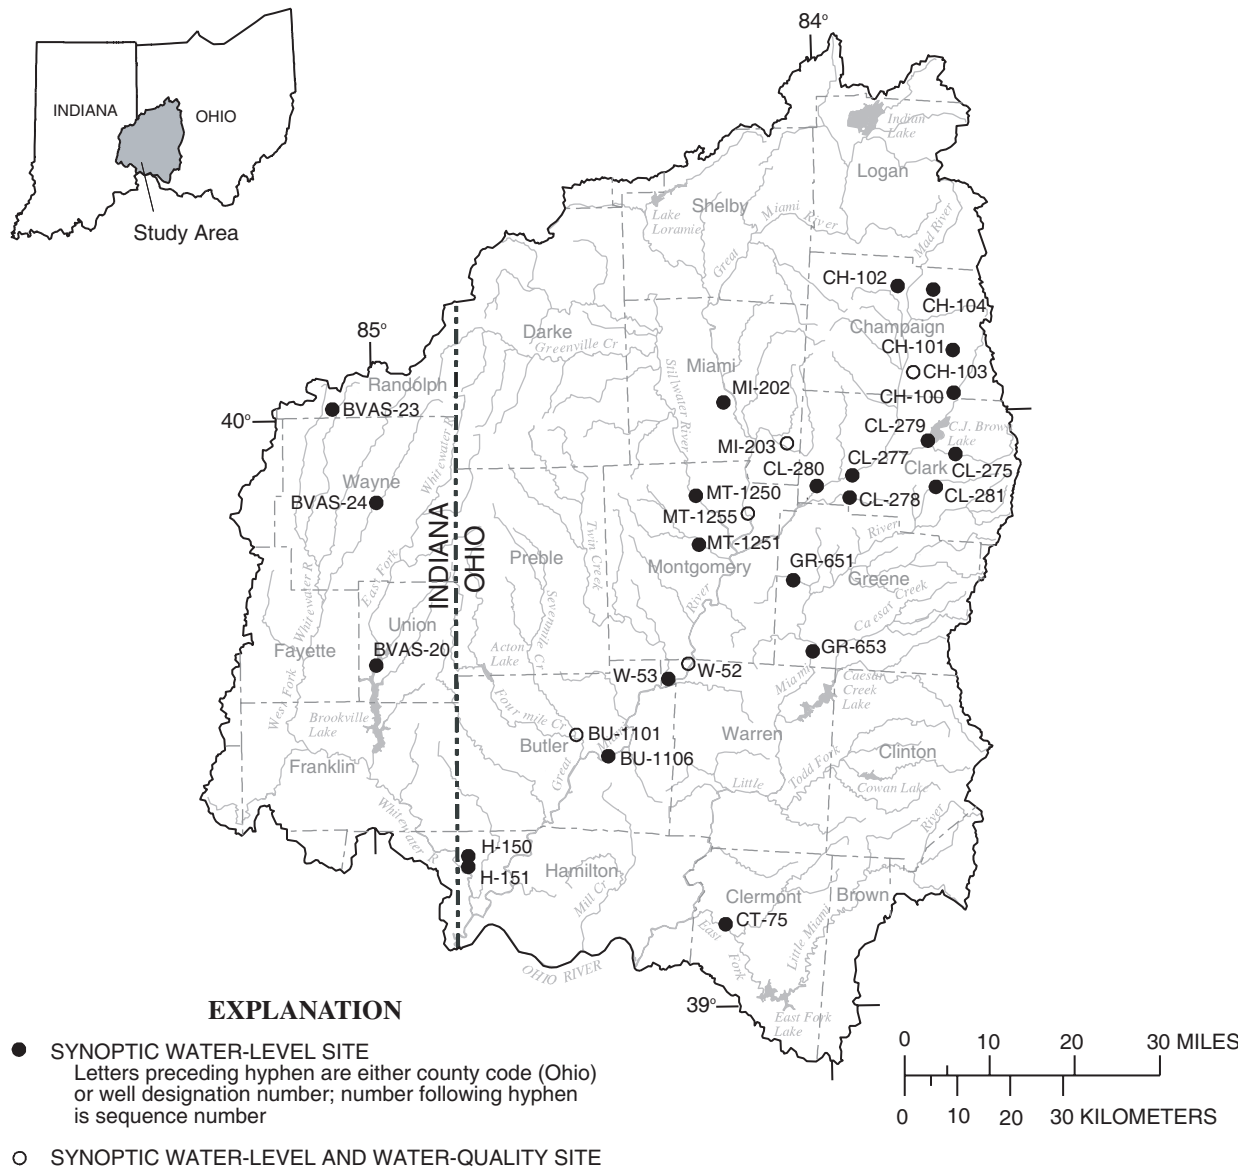 84°
INDIANA
OHIO
Study Area
Indian
Lake
Logan
Shelby
Lake
Loramie
Miami River
Great
Mad River
CH-102
CH-104
Champaign
CH-101
CH-103
CH-100
85°
Darke
Greenville Cr
Stillwater River
Miami
MI-202
Randolph
BVAS-23
40°
Whitewater R
MI-203
CL-279
C.J. Brown
Lake
CL-277
CL-280
Clark
CL-275
CL-281
CL-278
Wayne
BVAS-24
MT-1250
MT-1255
MT-1251
Montgomery
INDIANA
OHIO
Preble
Twin Creek
River
GR-651
Greene
Caesar Creek
East Fork
Whitewater R
Union
Sevenmile Cr
River
Fayette
BVAS-20
Acton
Lake
GR-653
W-53
W-52
Miami
Caesar
Creek
Lake
West Fork
Brookville
Lake
Four mile Cr
BU-1101
Butler
Miami
BU-1106
Warren
Clinton
Todd Fork
Cowan Lake
Franklin
Great
Little
River
Whitewater R
H-150
H-151
Hamilton
Mill Cr
Clermont
Brown
CT-75
East
Fork
Little Miami
OHIO RIVER
39°
East Fork
Lake
EXPLANATION
SYNOPTIC WATER-LEVEL SITE
Letters preceding hyphen are either county code (Ohio)
or well designation number; number following hyphen
is sequence number
SYNOPTIC WATER-LEVEL AND WATER-QUALITY SITE
0 10 20 30 MILES
0 10 20 30 KILOMETERS